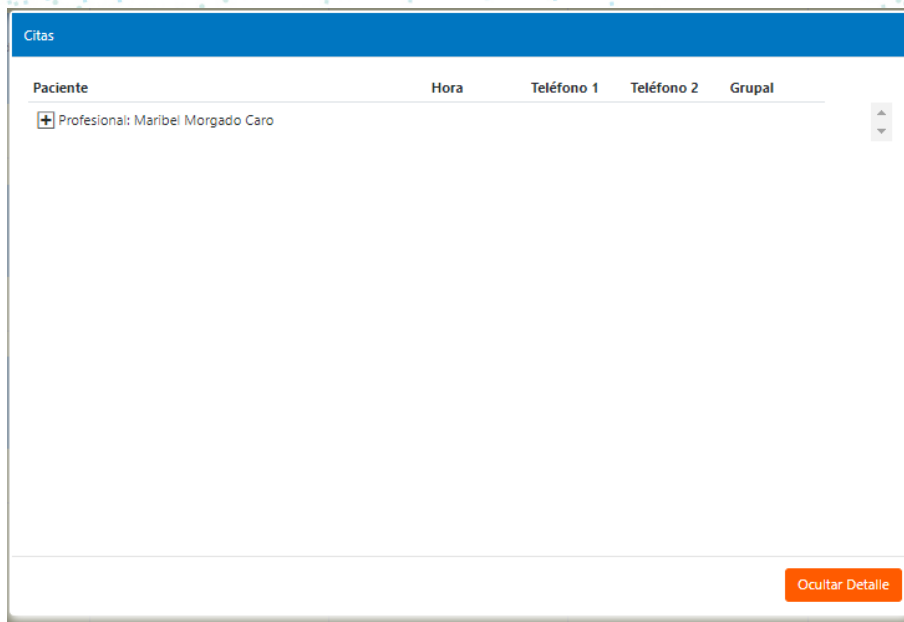 Citas
Paciente Hora Teléfono 1 Teléfono 2 Grupal
Profesional: Maribel Morgado Caro
Ocultar Detalle